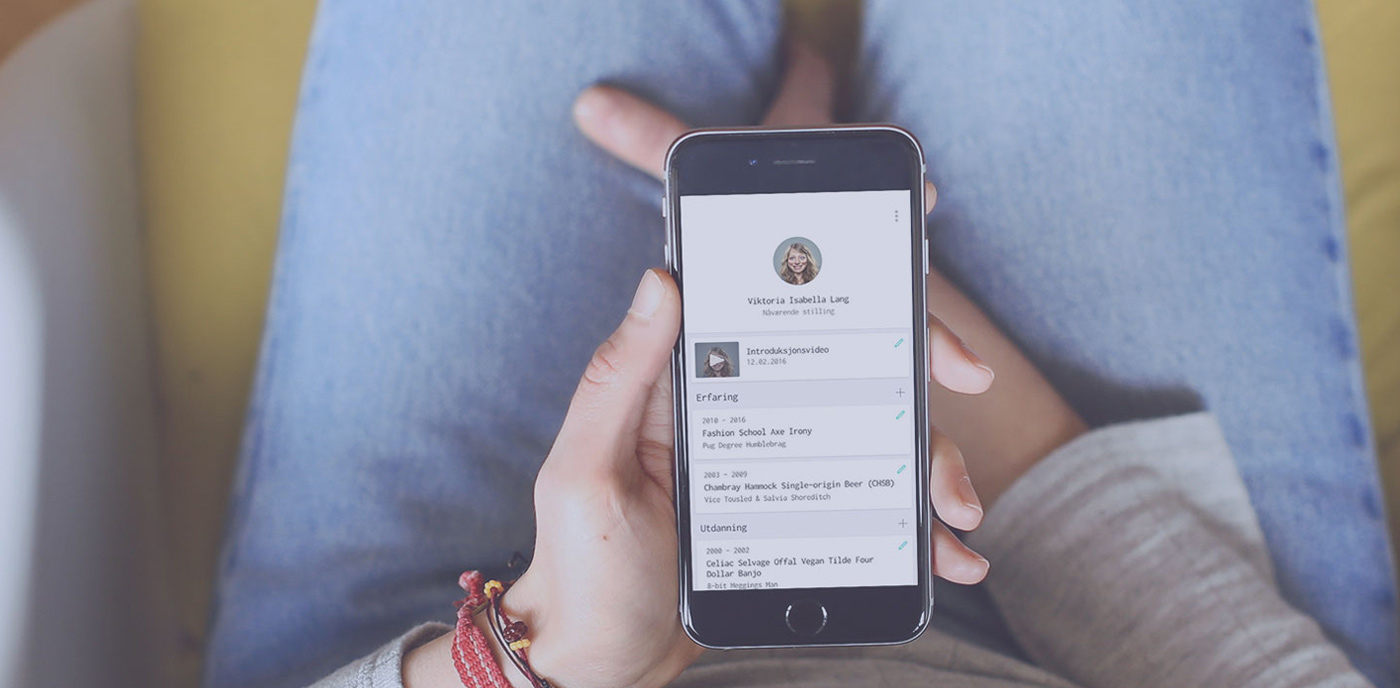 Viktoria Isabella Lang
Nåværende stilling
Introduksjonsvideo
12.02.2016
Erfaring
2010 - 2016
Fashion School Axe Irony
Pug Degree Humblebrag
2003 - 2009
Chambray Hammock Single-origin Beer (CHSB)
Vice Tousled & Salvia Shoreditch
Utdanning
2000 - 2002
Celiac Selvage Offal Vegan Tilde Four
Dollar Banjo
8-bit Meggings Man